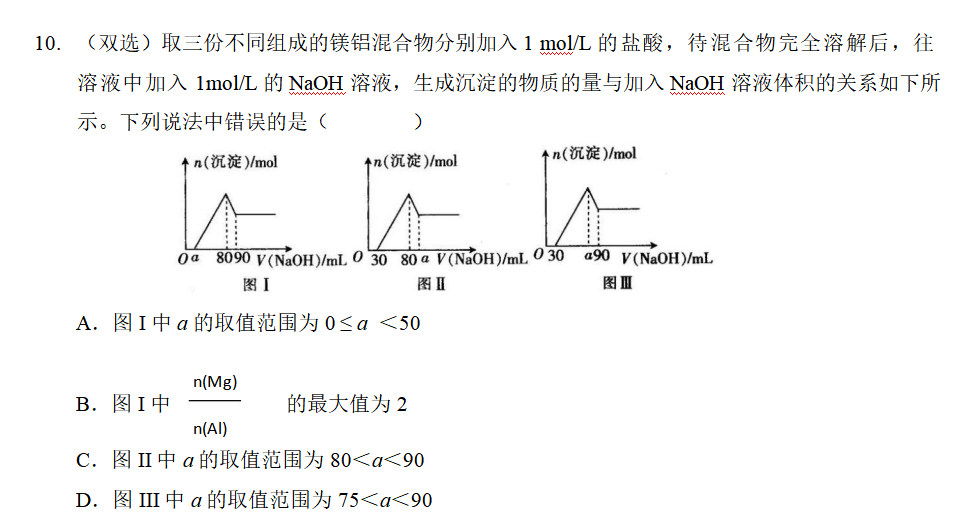 10. （双选）取三份不同组成的镁铝混合物分别加入 1 mol/L 的盐酸，待混合物完全溶解后，往
溶液中加入 1mol/L 的 NaOH 溶液，生成沉淀的物质的量与加入 NaOH 溶液体积的关系如下所
示。下列说法中错误的是（ ）
n(沉淀)/mol n(沉淀)/mol n(沉淀)/mol
O a 80 90 V(NaOH)/mL O 30 80 a V(NaOH)/mL O 30 a 90 V(NaOH)/mL
图 I 图 II 图 III
A．图 I 中 a 的取值范围为 0≤a ＜50
n(Mg)
B．图 I 中 的最大值为 2
n(Al)
C．图 II 中 a 的取值范围为 80＜a＜90
D．图 III 中 a 的取值范围为 75＜a＜90